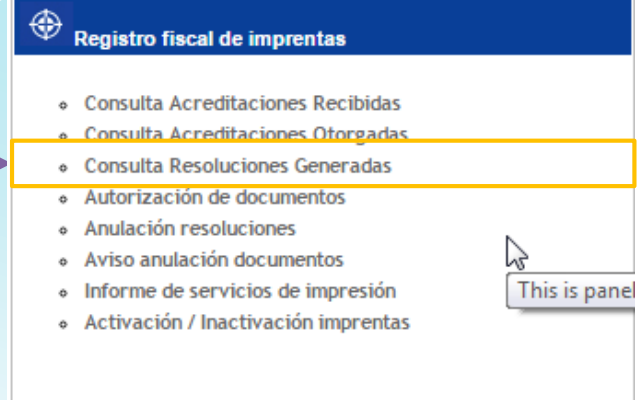 Registro fiscal de imprentas
Consulta Acreditaciones Recibidas
Consulta Acreditaciones Otorgadas
Consulta Resoluciones Generadas
Autorización de documentos
Anulación resoluciones
Aviso anulación documentos
Informe de servicios de impresión
This is panel
Activación / Inactivación imprentas